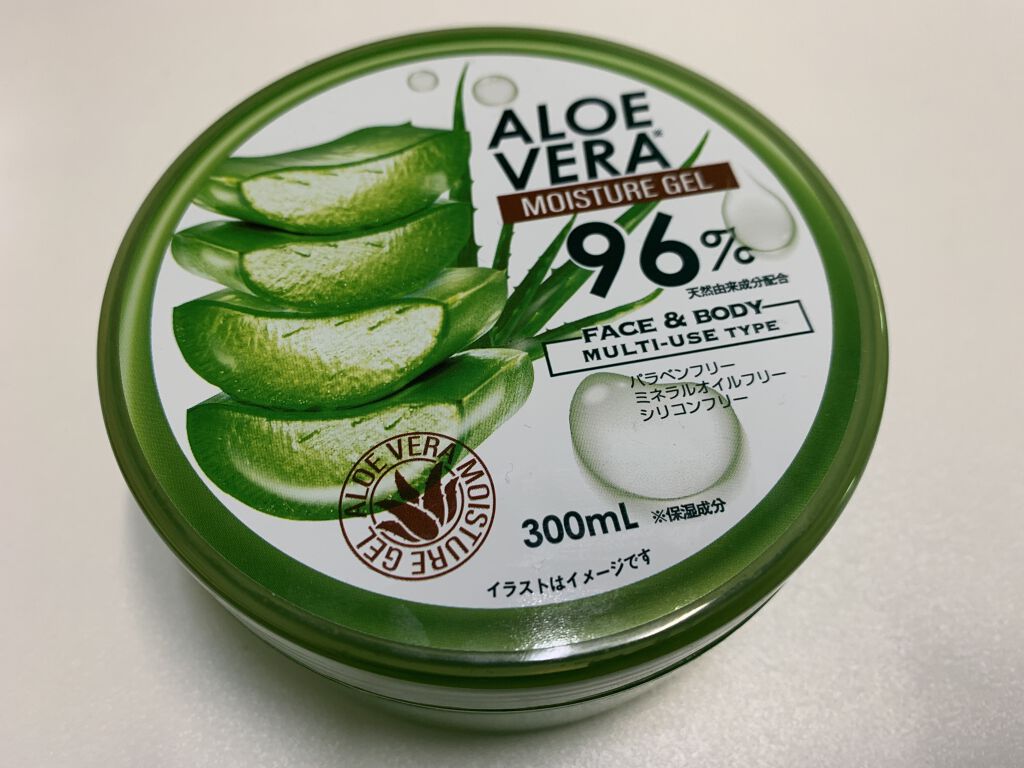 ALOE
VERA※
MOISTURE GEL
96%
天然由来成分配合
FACE & BODY
MULTI-USE TYPE
パラベンフリー
ミネラルオイルフリー
シリコンフリー
ALOE VERA MOISTURE GEL
300mL ※保湿成分
イラストはイメージです